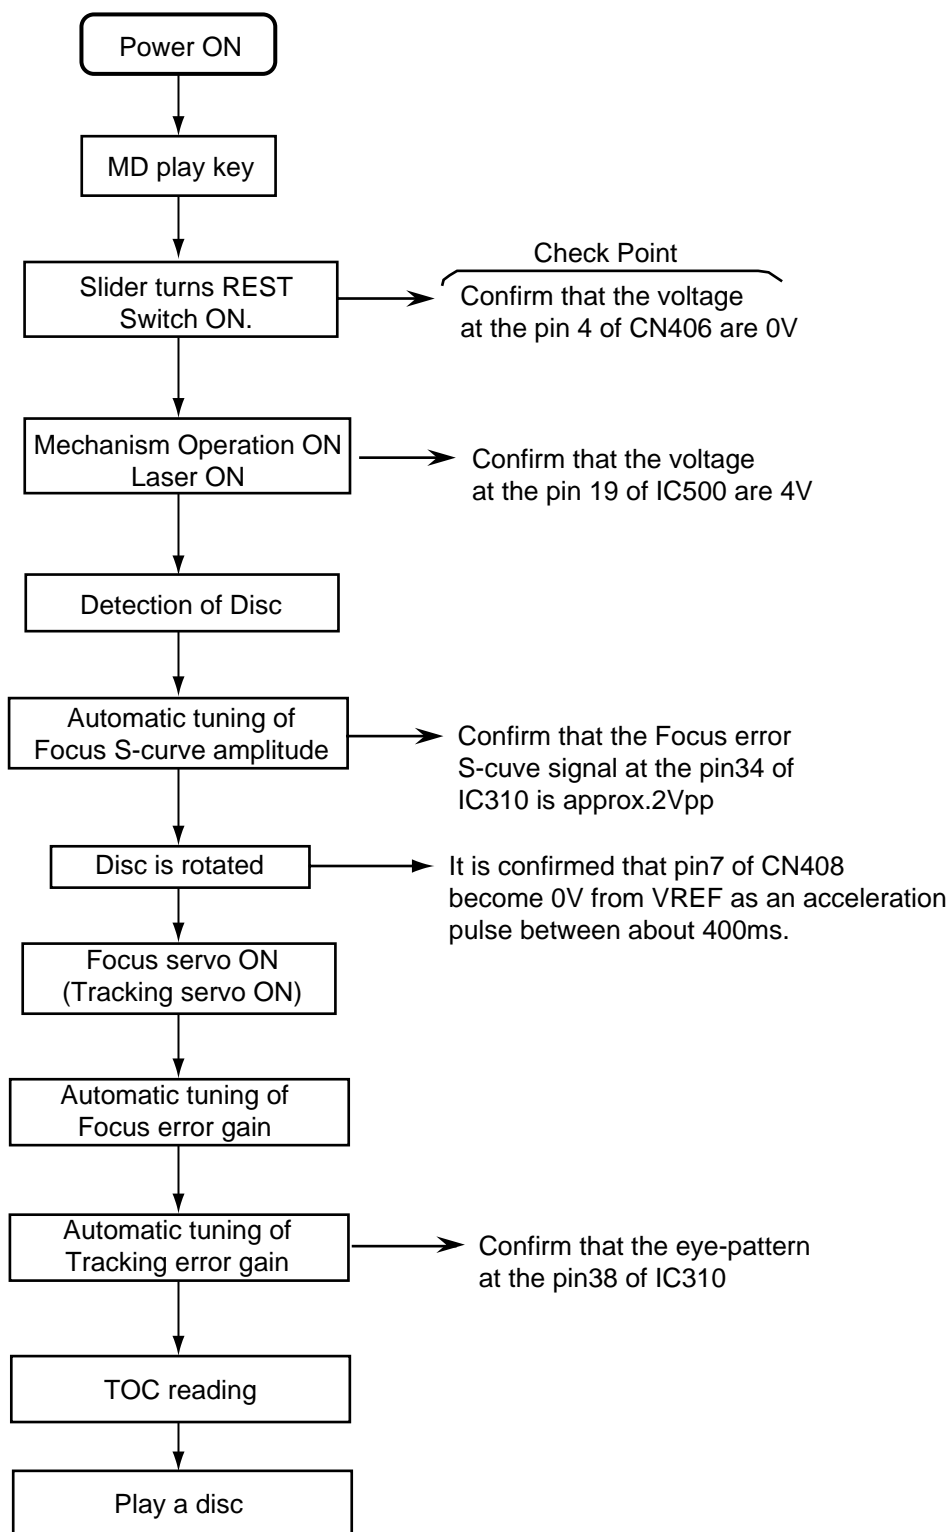 Power ON
MD play key
Check Point
Slider turns REST
Switch ON.
Confirm that the voltage
at the pin 4 of CN406 are 0V
Mechanism Operation ON
Laser ON
Confirm that the voltage
at the pin 19 of IC500 are 4V
Detection of Disc
Automatic tuning of
Focus S-curve amplitude
Confirm that the Focus error
S-cuve signal at the pin34 of
IC310 is approx.2Vpp
Disc is rotated
It is confirmed that pin7 of CN408
become 0V from VREF as an acceleration
pulse between about 400ms.
Focus servo ON
(Tracking servo ON)
Automatic tuning of
Focus error gain
Automatic tuning of
Tracking error gain
Confirm that the eye-pattern
at the pin38 of IC310
TOC reading
Play a disc